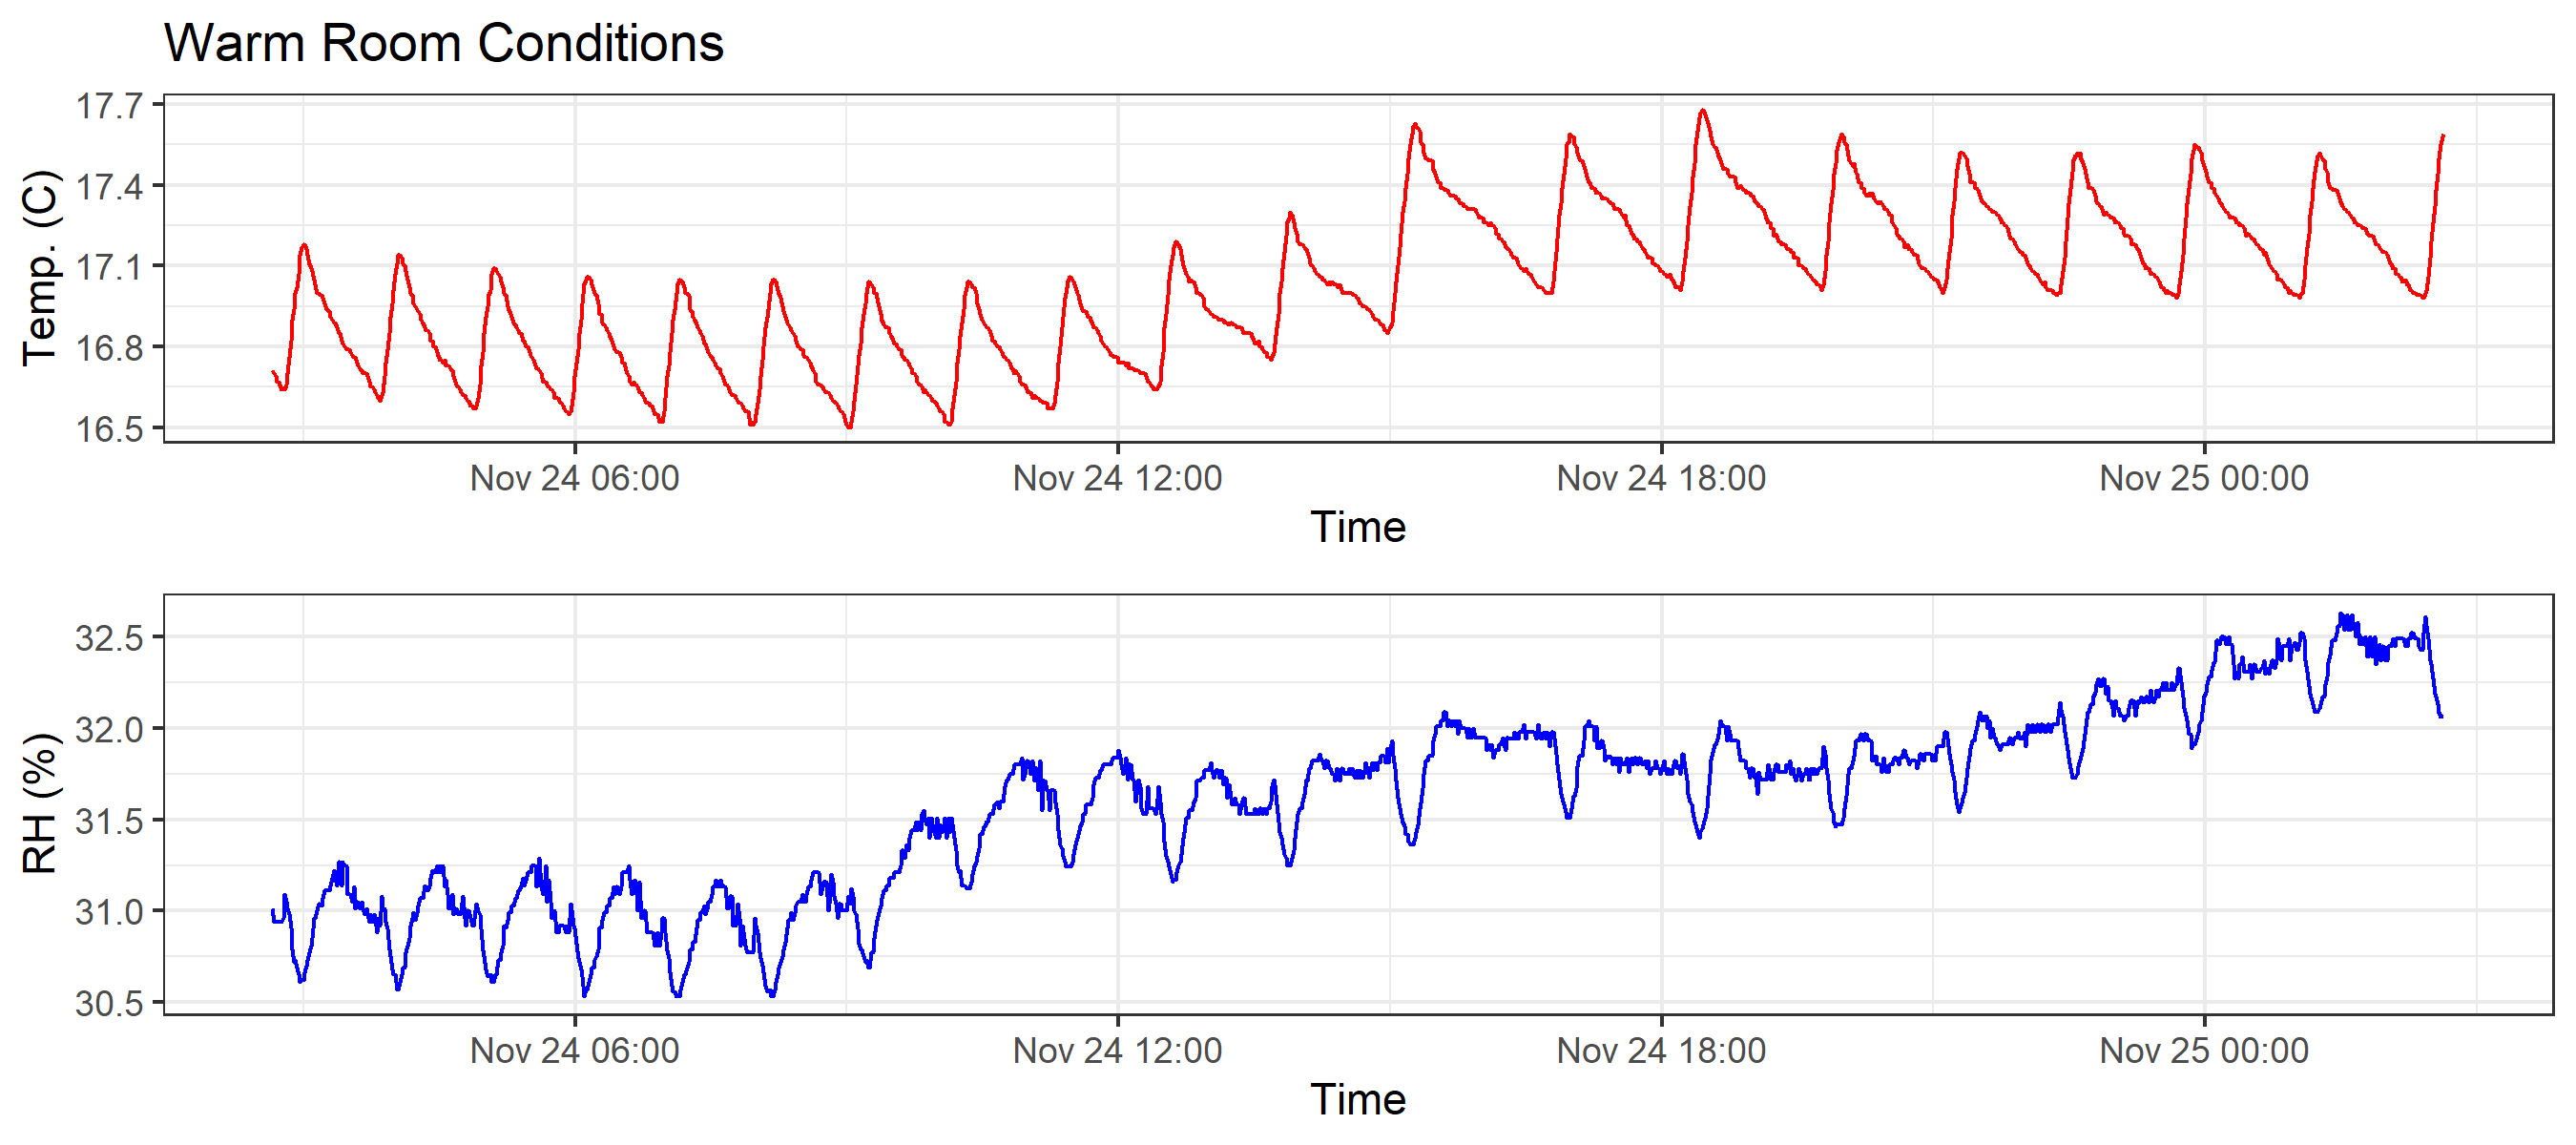 Warm Room Conditions
17.7
17.4
17.1
16.8
16.5
Temp. (C)
Nov 24 06:00 Nov 24 12:00 Nov 24 18:00 Nov 25 00:00
Time
32.5
32.0
31.5
31.0
30.5
RH (%)
Nov 24 06:00 Nov 24 12:00 Nov 24 18:00 Nov 25 00:00
Time